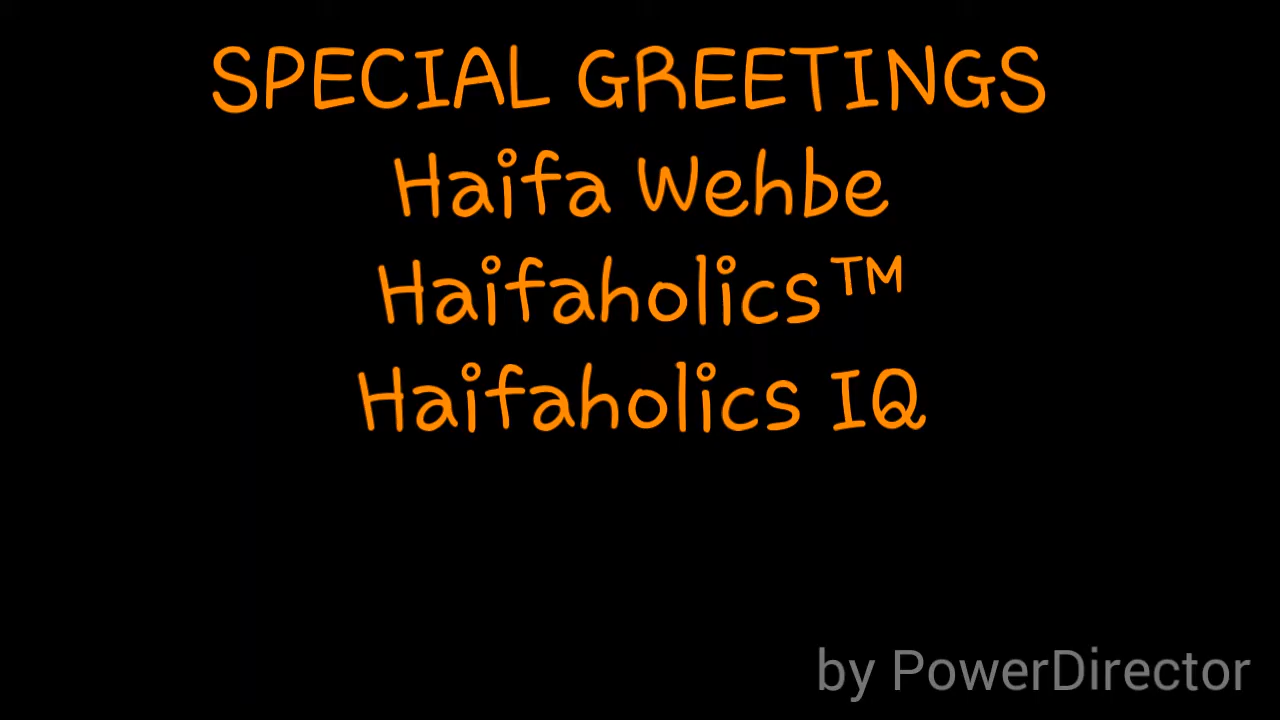 SPECIAL GREETINGS
Haifa Wehbe
Haifaholics™
Haifaholics IQ
by PowerDirector